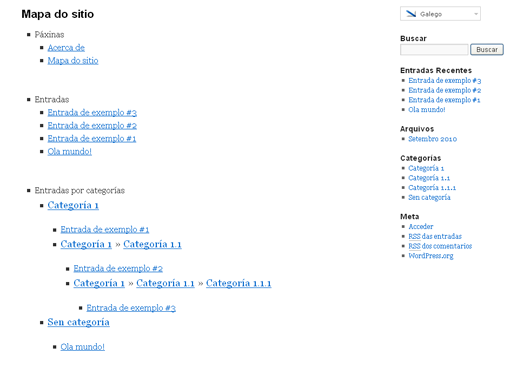 Mapa do sitio
Páxinas
Acerca de
Mapa do sitio
Entradas
Entrada de exemplo #3
Entrada de exemplo #2
Entrada de exemplo #1
Ola mundo!
Entradas por categorías
Categoría 1
Entrada de exemplo #1
Categoría 1 » Categoría 1.1
Entrada de exemplo #2
Categoría 1 » Categoría 1.1 » Categoría 1.1.1
Entrada de exemplo #3
Sen categoría
Ola mundo!
Galego
Buscar
Buscar
Entradas Recentes
Entrada de exemplo #3
Entrada de exemplo #2
Entrada de exemplo #1
Ola mundo!
Arquivos
Setembro 2010
Categorías
Categoría 1
Categoría 1.1
Categoría 1.1.1
Sen categoría
Meta
Acceder
RSS das entradas
RSS dos comentarios
WordPress.org